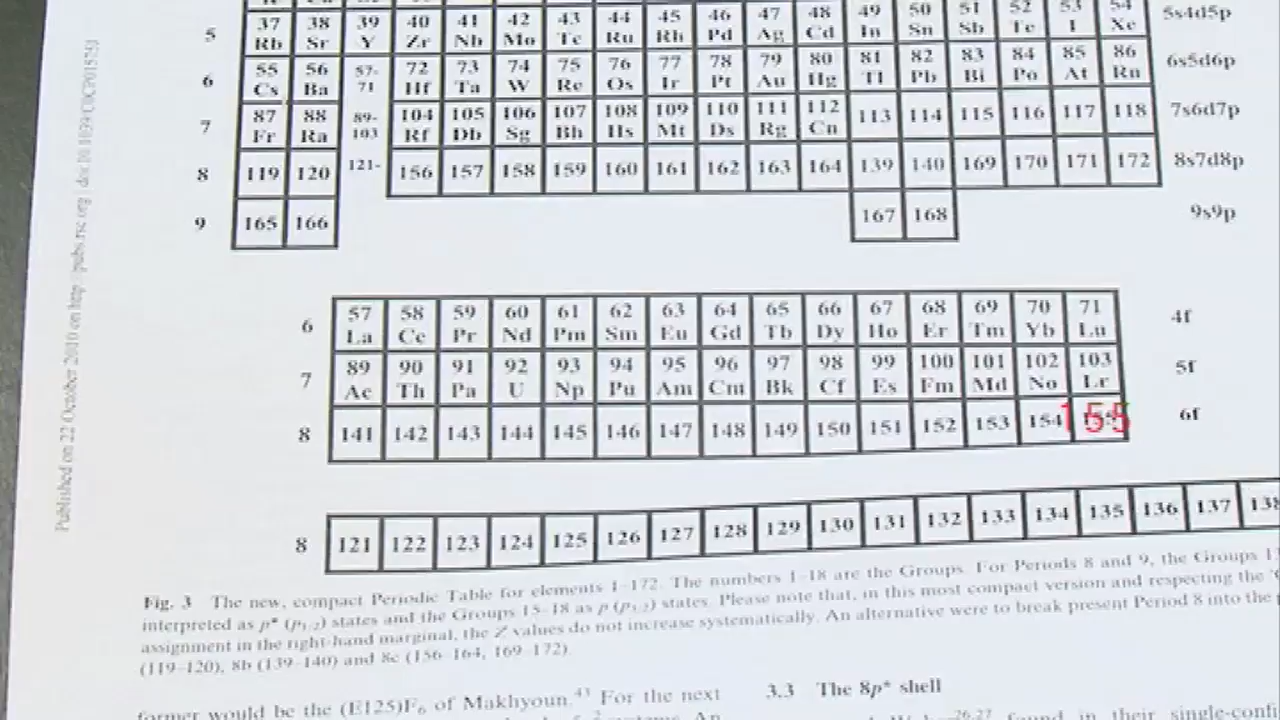 5 37 38 39 40 41 42 43 44 45 46 47 48 49 50 51 52 53 54 5s4d5p
Rb Sr Y Zr Nb Mo Tc Ru Rh Pd Ag Cd In Sn Sb Te I Xe
6 55 56 57- 72 73 74 75 76 77 78 79 80 81 82 83 84 85 86 6s5d6p
Cs Ba 71 Hf Ta W Re Os Ir Pt Au Hg Tl Pb Bi Po At Rn
7 87 88 89- 104 105 106 107 108 109 110 111 112 113 114 115 116 117 118 7s6d7p
Fr Ra 103 Rf Db Sg Bh Hs Mt Ds Rg Cn
8 119 120 121- 156 157 158 159 160 161 162 163 164 139 140 169 170 171 172 8s7d8p
9 165 166 167 168 9s9p
6 57 58 59 60 61 62 63 64 65 66 67 68 69 70 71 4f
La Ce Pr Nd Pm Sm Eu Gd Tb Dy Ho Er Tm Yb Lu
7 89 90 91 92 93 94 95 96 97 98 99 100 101 102 103 5f
Ac Th Pa U Np Pu Am Cm Bk Cf Es Fm Md No Lr
8 141 142 143 144 145 146 147 148 149 150 151 152 153 154 155 6f
8 121 122 123 124 125 126 127 128 129 130 131 132 133 134 135 136 137 138
Fig. 3 The new, compact Periodic Table for elements 1–172. The numbers 1–18 are the Groups. For Periods 8 and 9, the Groups
interpreted as p* (p1/2) states and the Groups 15–18 as p (p3/2) states. Please note that, in this most compact version and respecting the
assignment in the right-hand marginal, the Z values do not increase systematically. An alternative were to break present Period 8 into the
(119–120), 8b (139–140) and 8c (156–164, 169–172).
former would be the (E125)F6 of Makhyoun.43 For the next
3.3 The 8p* shell
found in their
Published on 22 October 2010 on http pubs.rsc.org